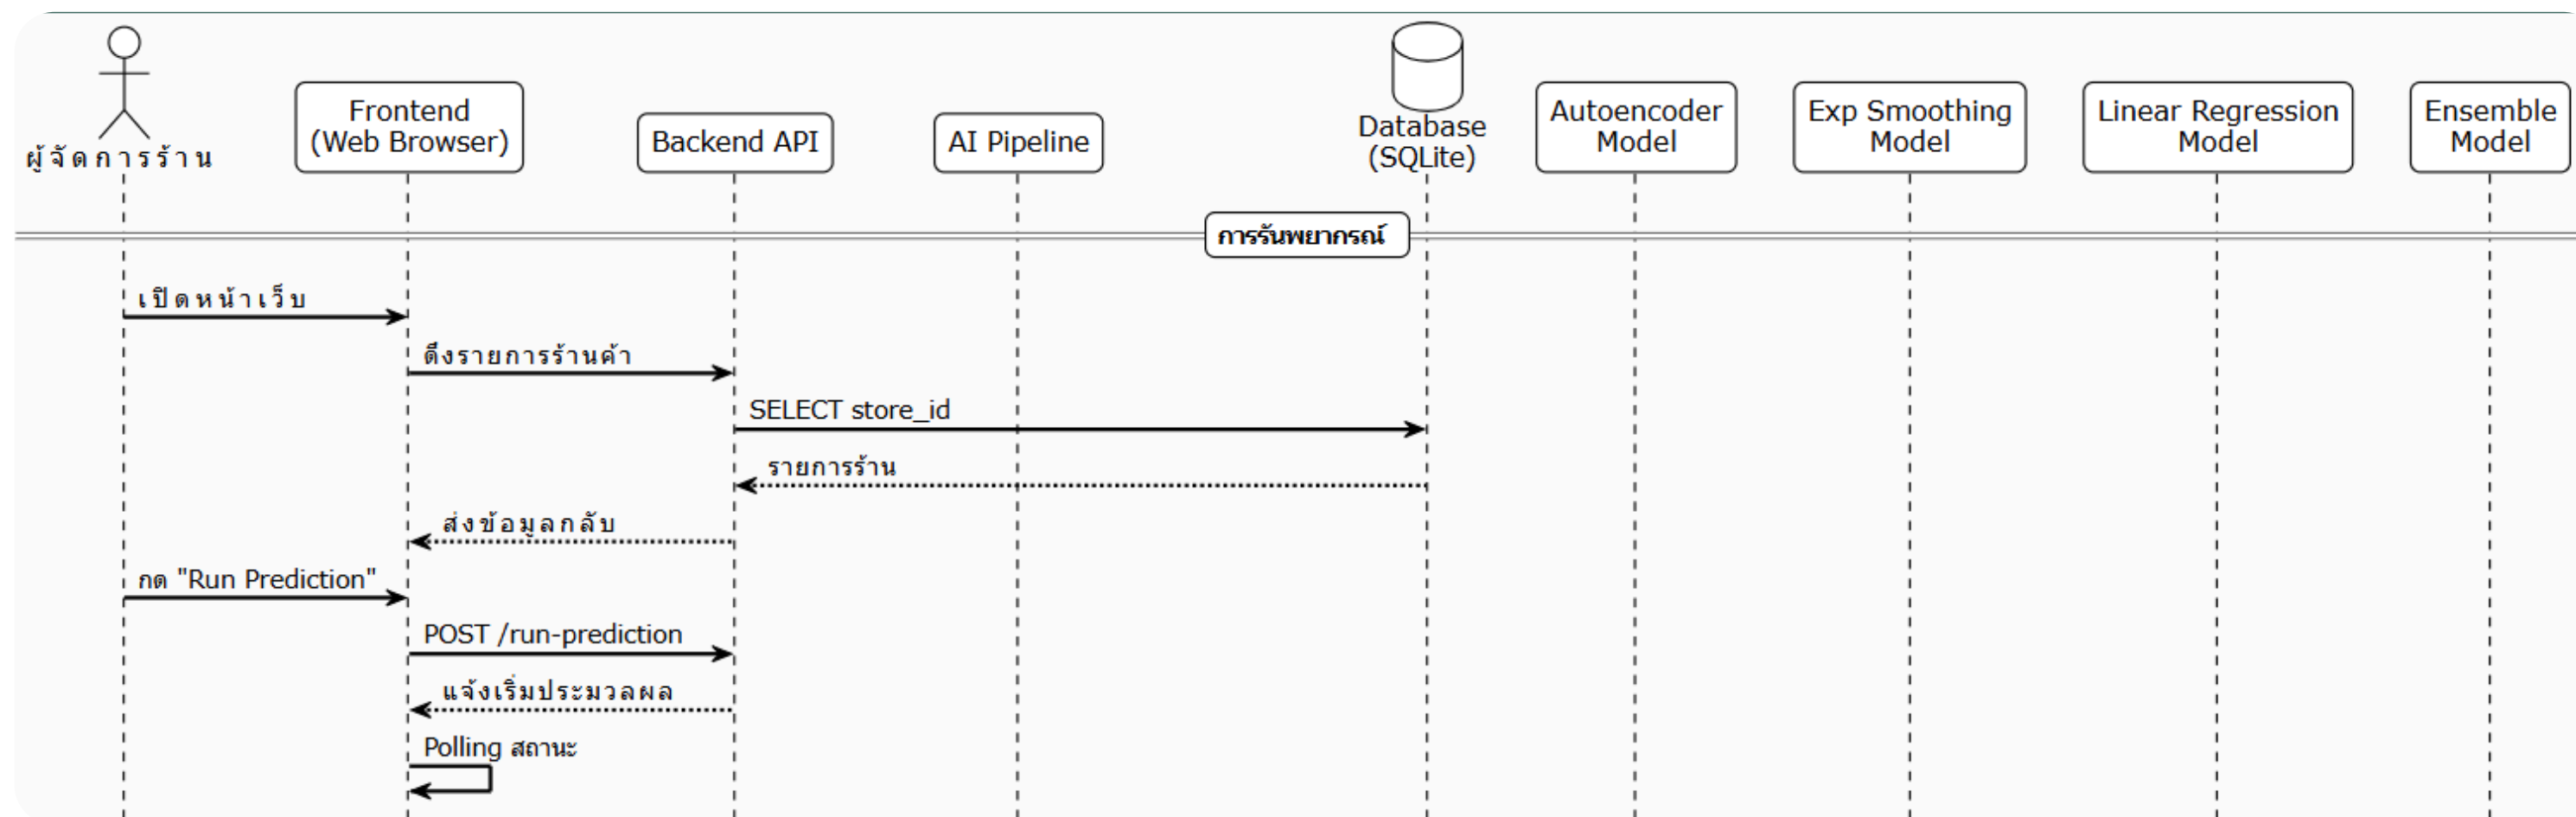 ผู้จัดการร้าน
Frontend
(Web Browser)
Backend API
AI Pipeline
Database
(SQLite)
Autoencoder
Model
Exp Smoothing
Model
Linear Regression
Model
Ensemble
Model
การรันพยากรณ์
เปิดหน้าเว็บ
ดึงรายการร้านค้า
SELECT store_id
รายการร้าน
ส่งข้อมูลกลับ
กด "Run Prediction"
POST /run-prediction
แจ้งเริ่มประมวลผล
Polling สถานะ